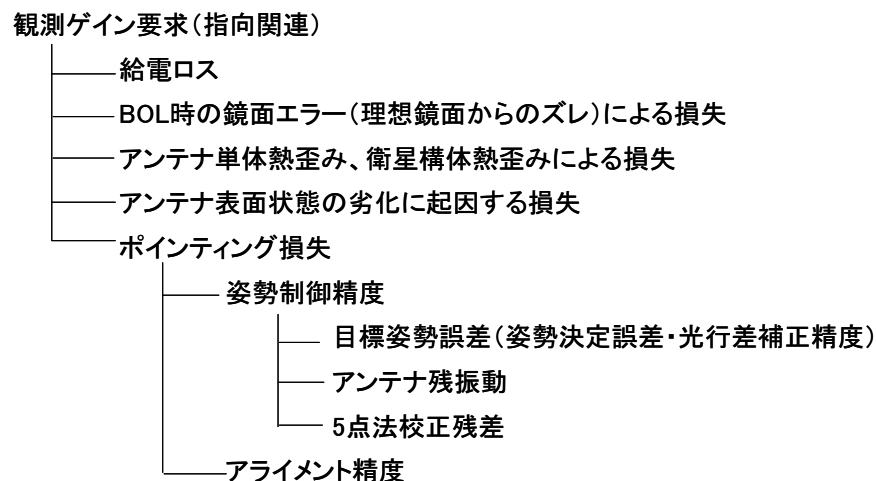 観測ゲイン要求（指向関連）
給電ロス
BOL時の鏡面エラー（理想鏡面からのズレ）による損失
アンテナ単体熱歪み、衛星構体熱歪みによる損失
アンテナ表面状態の劣化に起因する損失
ポインティング損失
姿勢制御精度
目標姿勢誤差（姿勢決定誤差・光行差補正精度）
アンテナ残振動
5点法校正残差
アライメント精度